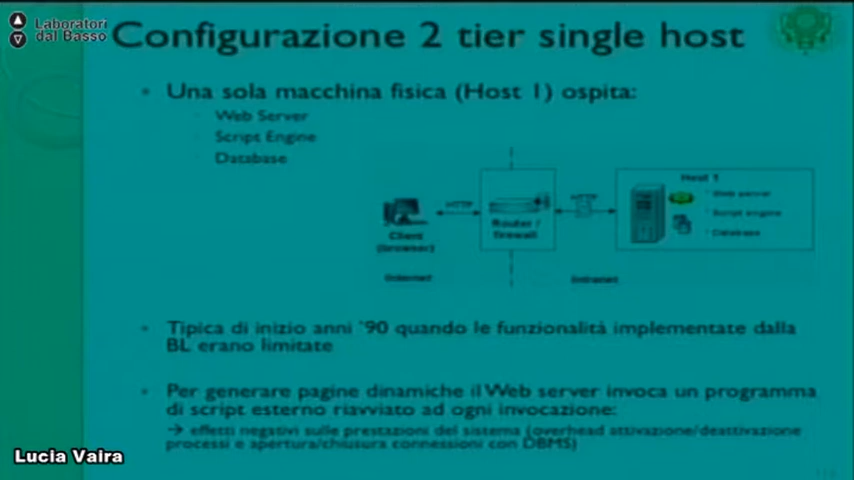 Laboratori
dal Basso
Configurazione 2 tier single host
Una sola macchina fisica (Host 1) ospita:
Web Server
Script Engine
Database
Host 1
Web server
Script engine
Database
HTTP
HTTP
Router /
firewall
Client
(browser)
Internet
Intranet
Tipica di inizio anni '90 quando le funzionalità implementate dalla
BL erano limitate
Per generare pagine dinamiche il Web server invoca un programma
di script esterno riavviato ad ogni invocazione:
→ effetti negativi sulle prestazioni del sistema (overhead attivazione/deattivazione
processi e apertura/chiusura connessioni con DBMS)
Lucia Vaira